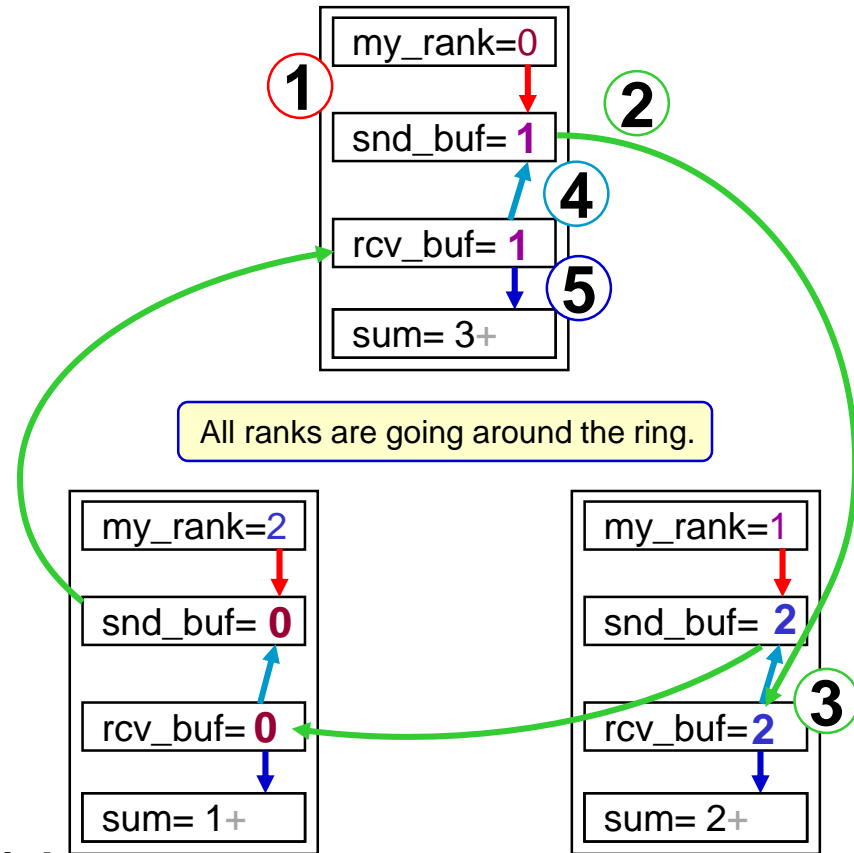 my_rank=0
1
2
snd_buf= 1
4
rcv_buf= 1
5
sum= 3+
All ranks are going around the ring.
my_rank=2
snd_buf= 0
rcv_buf= 0
sum= 1+
my_rank=1
snd_buf= 2
3
rcv_buf=2
sum= 2+